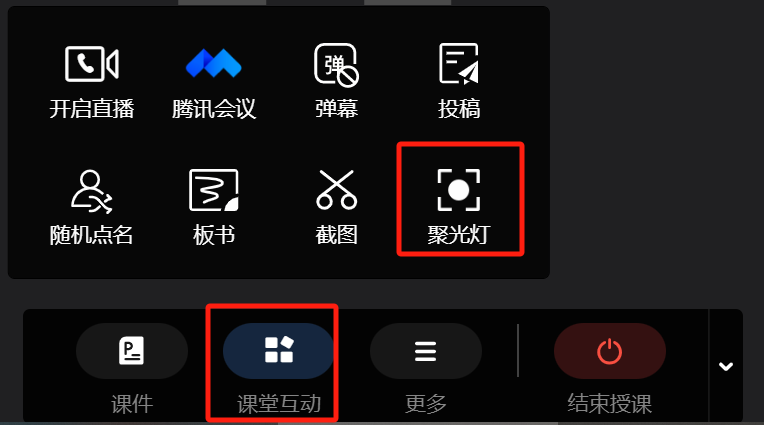 开启直播 腾讯会议 弹幕 投稿
随机点名 板书 截图 聚光灯
课件 课堂互动 更多 结束授课